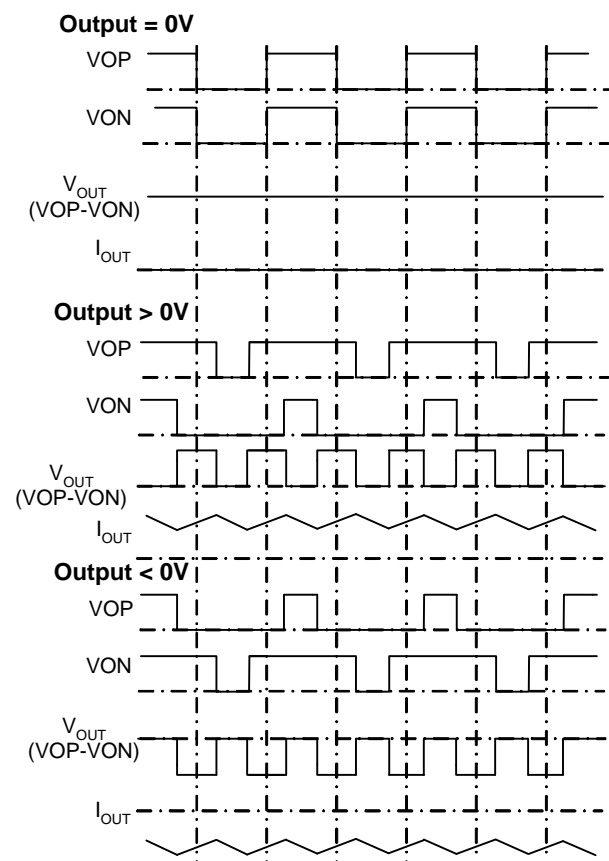 Output = 0V
VOP
VON
VOUT
(VOP-VON)
IOUT
Output > 0V
VOP
VON
VOUT
(VOP-VON)
IOUT
Output < 0V
VOP
VON
VOUT
(VOP-VON)
IOUT